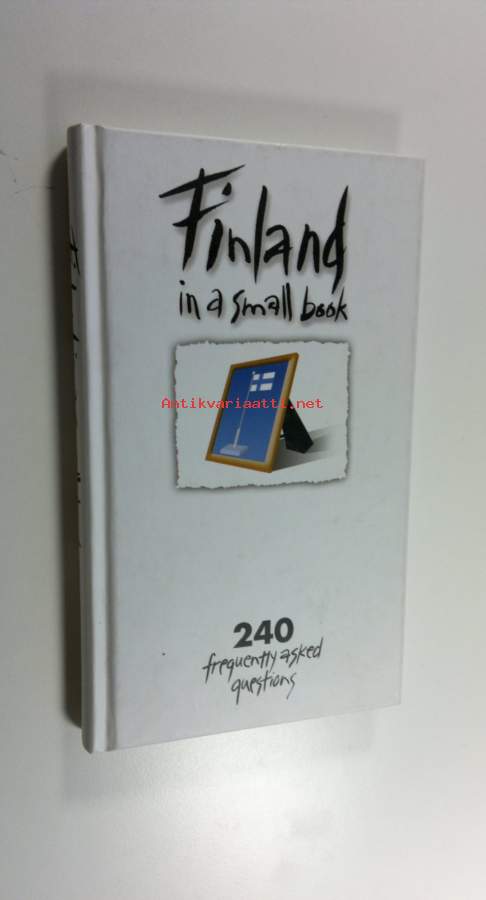 Finland
in a small book
Antikvariaatti.net
240
frequently asked
questions